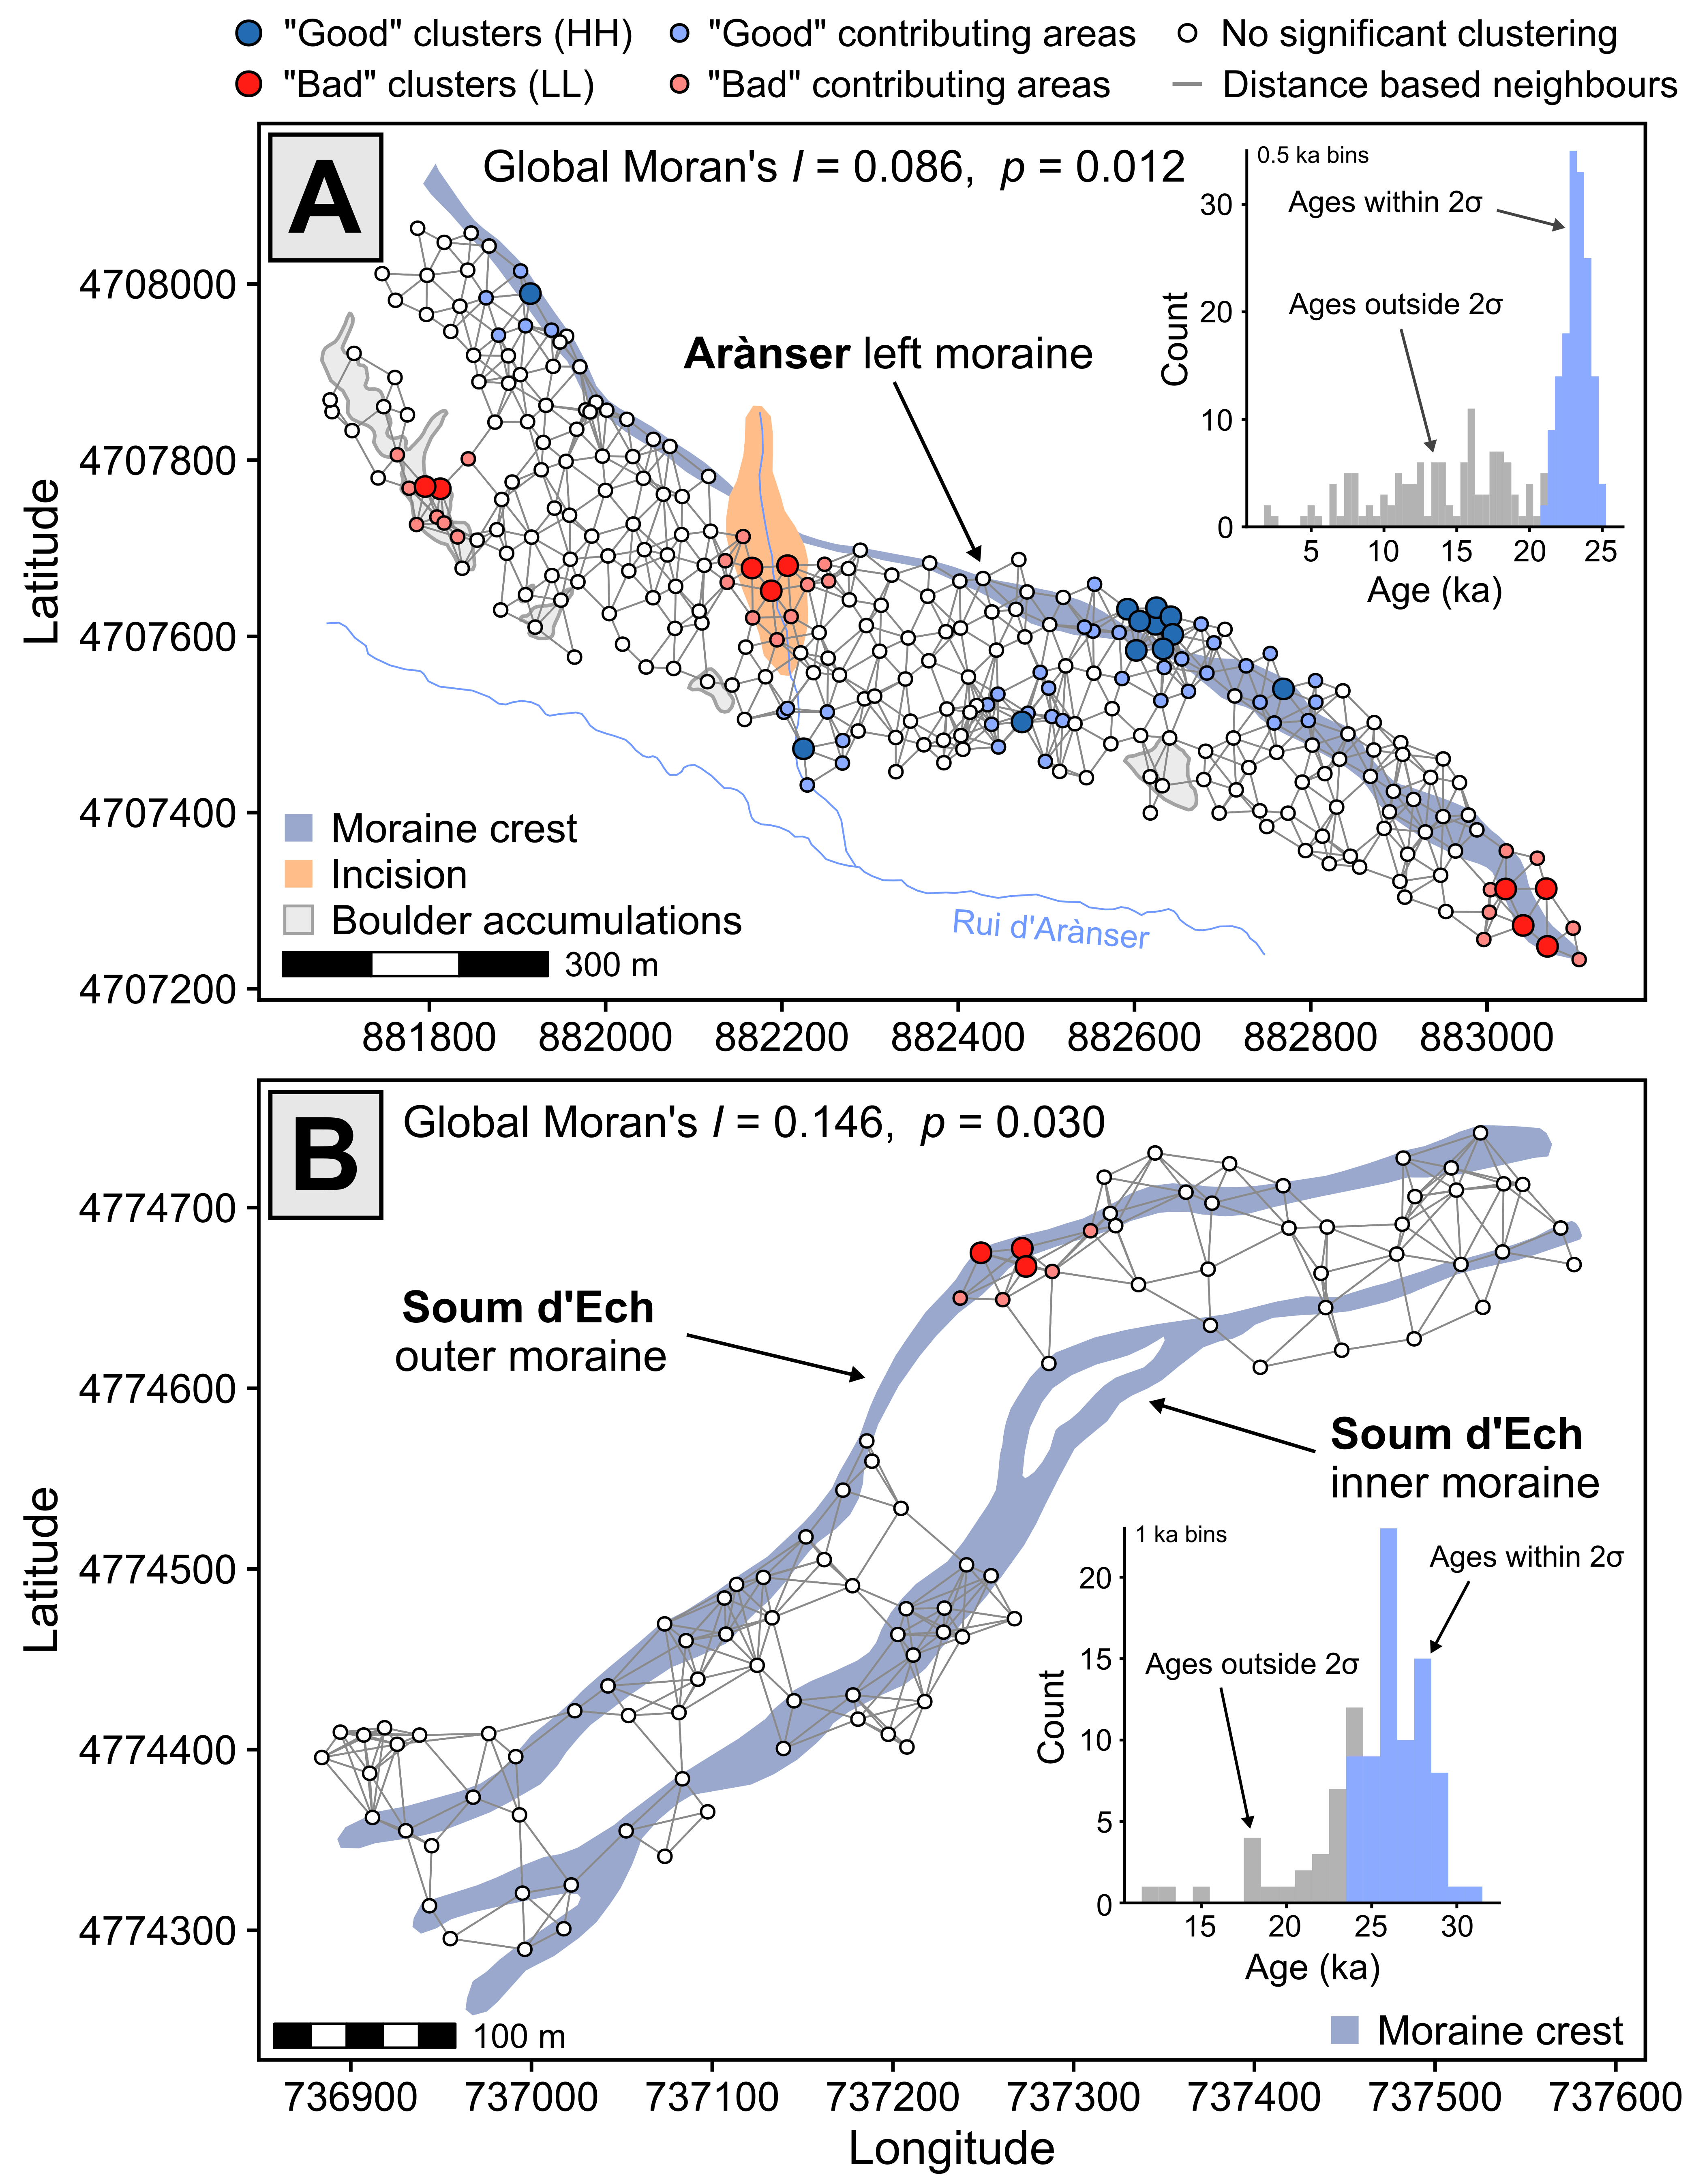 "Good" clusters (HH) "Good" contributing areas No significant clustering
"Bad" clusters (LL) "Bad" contributing areas Distance based neighbours
A
Global Moran's I = 0.086, p = 0.012
0.5 ka bins
Ages within 2σ
Ages outside 2σ
Count
30
20
10
0
5 10 15 20 25
Age (ka)
Arànser left moraine
Latitude
4708000
4707800
4707600
4707400
4707200
Moraine crest
Incision
Boulder accumulations
300 m
Rui d'Arànser
881800 882000 882200 882400 882600 882800 883000
B
Global Moran's I = 0.146, p = 0.030
Soum d'Ech
outer moraine
Soum d'Ech
inner moraine
Latitude
4774700
4774600
4774500
4774400
4774300
1 ka bins
Ages within 2σ
Ages outside 2σ
Count
20
15
10
5
0
15 20 25 30
Age (ka)
100 m
Moraine crest
736900 737000 737100 737200 737300 737400 737500 737600
Longitude